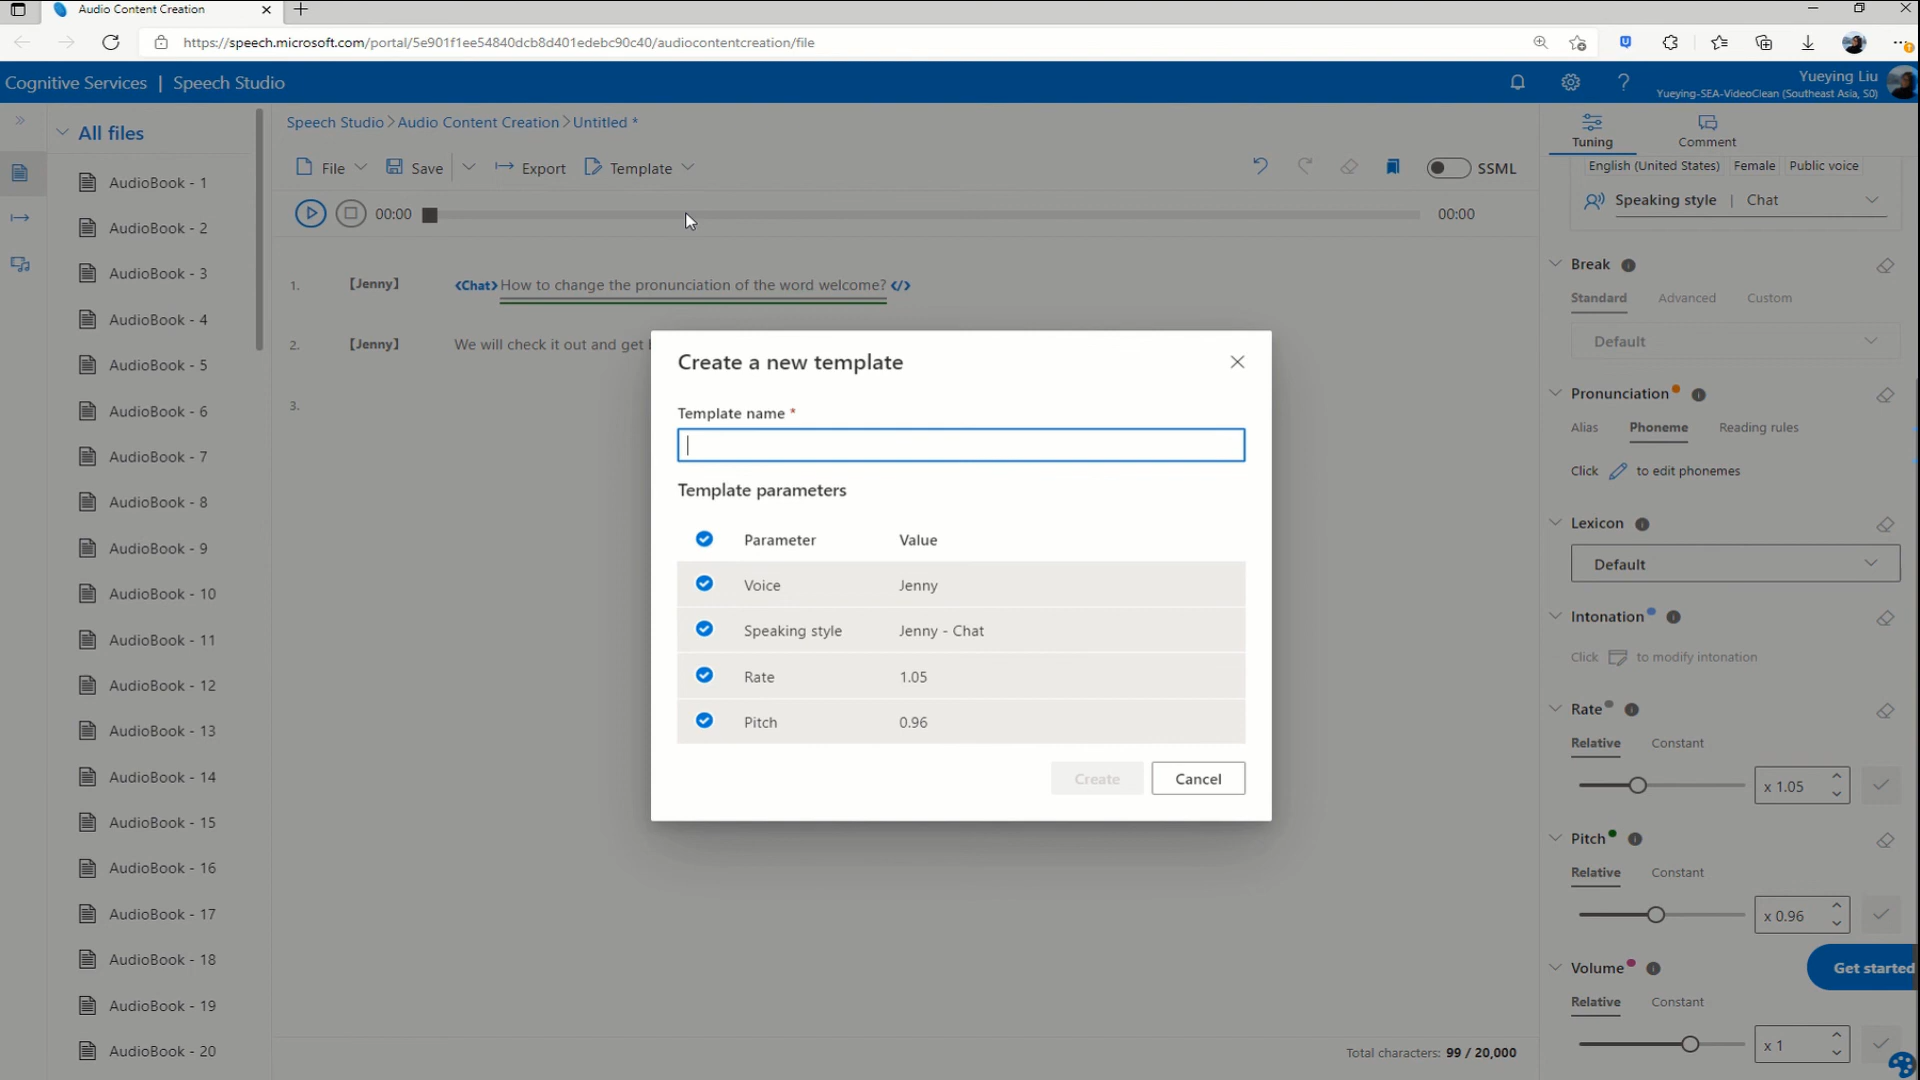 Audio Content Creation
https://speech.microsoft.com/portal/5e901f1ee54840dcb8d401edebc90c40/audiocontentcreation/file
Cognitive Services | Speech Studio
Yueying Liu
Yueying-SEA-VideoClean (Southeast Asia, S0)
All files
AudioBook - 1
AudioBook - 2
AudioBook - 3
AudioBook - 4
AudioBook - 5
AudioBook - 6
AudioBook - 7
AudioBook - 8
AudioBook - 9
AudioBook - 10
AudioBook - 11
AudioBook - 12
AudioBook - 13
AudioBook - 14
AudioBook - 15
AudioBook - 16
AudioBook - 17
AudioBook - 18
AudioBook - 19
AudioBook - 20
Speech Studio > Audio Content Creation > Untitled *
File Save Export Template SSML
00:00 00:00
1. [Jenny] <Chat> How to change the pronunciation of the word welcome? </>
2. [Jenny] We will check it out and get
3.
Create a new template
Template name *
Template parameters
Parameter Value
Voice Jenny
Speaking style Jenny - Chat
Rate 1.05
Pitch 0.96
Create Cancel
Total characters: 99 / 20,000
Tuning Comment
English (United States) Female Public voice
Speaking style | Chat
Break
Standard Advanced Custom
Default
Pronunciation
Alias Phoneme Reading rules
Click to edit phonemes
Lexicon
Default
Intonation
Click to modify intonation
Rate
Relative Constant
x 1.05
Pitch
Relative Constant
x 0.96
Volume
Get started
Relative Constant
x 1